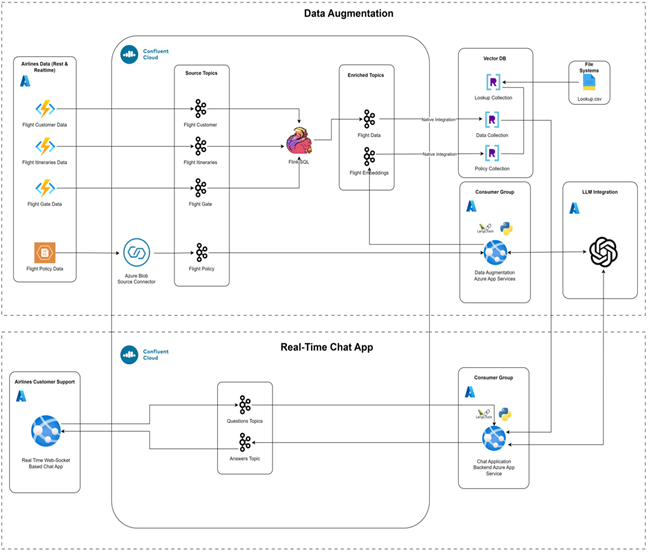 Data Augmentation
Airlines Data (Rest &
Realtime)
Confluent
Cloud
Source Topics
Enriched Topics
Vector DB
File
Systems
Lookup.csv
Lookup Collection
Flight Customer Data
Flight Customer
Flight Data
Native Integration
Data Collection
Flight Itineraries Data
Flight Itineraries
Flink SQL
Flight Embeddings
Native Integration
Policy Collection
Flight Gate Data
Flight Gate
Consumer Group
LLM Integration
LangChain
Flight Policy Data
Azure Blob
Source Connector
Flight Policy
Data Augmentation
Azure App Services
Real-Time Chat App
Confluent
Cloud
Airlines Customer Support
Consumer Group
Questions Topics
LangChain
Real Time Web-Socket
Based Chat App
Answers Topic
Chat Application
Backend Azure App
Service